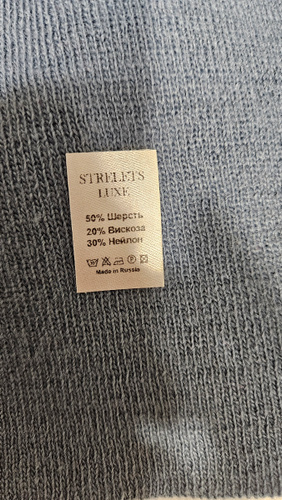 STRELETS
LUXE
50% Шерсть
20% Вискоза
30% Нейлон
Made in Russia